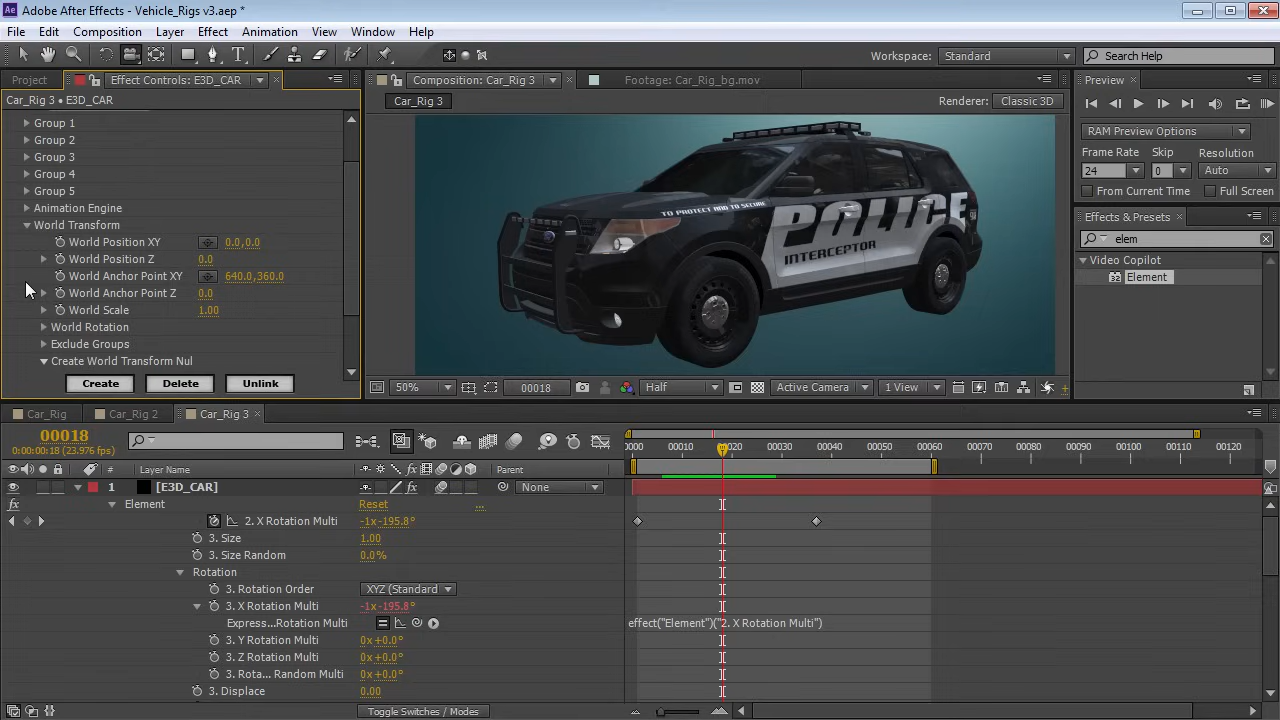 Adobe After Effects - Vehicle_Rigs v3.aep *
File Edit Composition Layer Effect Animation View Window Help
Workspace: Standard Search Help
Project Effect Controls: E3D_CAR Composition: Car_Rig 3 Footage: Car_Rig_bg.mov Preview
Car_Rig 3 • E3D_CAR
Car_Rig 3 Renderer: Classic 3D
Group 1
Group 2
Group 3
Group 4
Group 5
Animation Engine
World Transform
World Position XY 0.0,0.0
World Position Z 0.0
World Anchor Point XY 640.0,360.0
World Anchor Point Z 0.0
World Scale 1.00
World Rotation
Exclude Groups
Create World Transform Nul
Create Delete Unlink
TO PROTECT AND TO SECURE
POLICE
INTERCEPTOR
50% 00018 Half Active Camera 1 View
RAM Preview Options
Frame Rate Skip Resolution
24 0 Auto
From Current Time Full Screen
Effects & Presets
elem
Video Copilot
Element
Car_Rig Car_Rig 2 Car_Rig 3
00018
0:00:00:18 (23.976 fps)
0000 00010 00020 00030 00040 00050 00060 00070 00080 00090 00100 00110 00120
# Layer Name Parent
1 [E3D_CAR] None
Element Reset ...
2. X Rotation Multi -1x-195.8°
3. Size 1.00
3. Size Random 0.0%
Rotation
3. Rotation Order XYZ (Standard
3. X Rotation Multi -1x-195.8°
Express...Rotation Multi effect("Element")("2. X Rotation Multi")
3. Y Rotation Multi 0x+0.0°
3. Z Rotation Multi 0x+0.0°
3. Rota... Random Multi 0x+0.0°
3. Displace 0.00
Toggle Switches / Modes